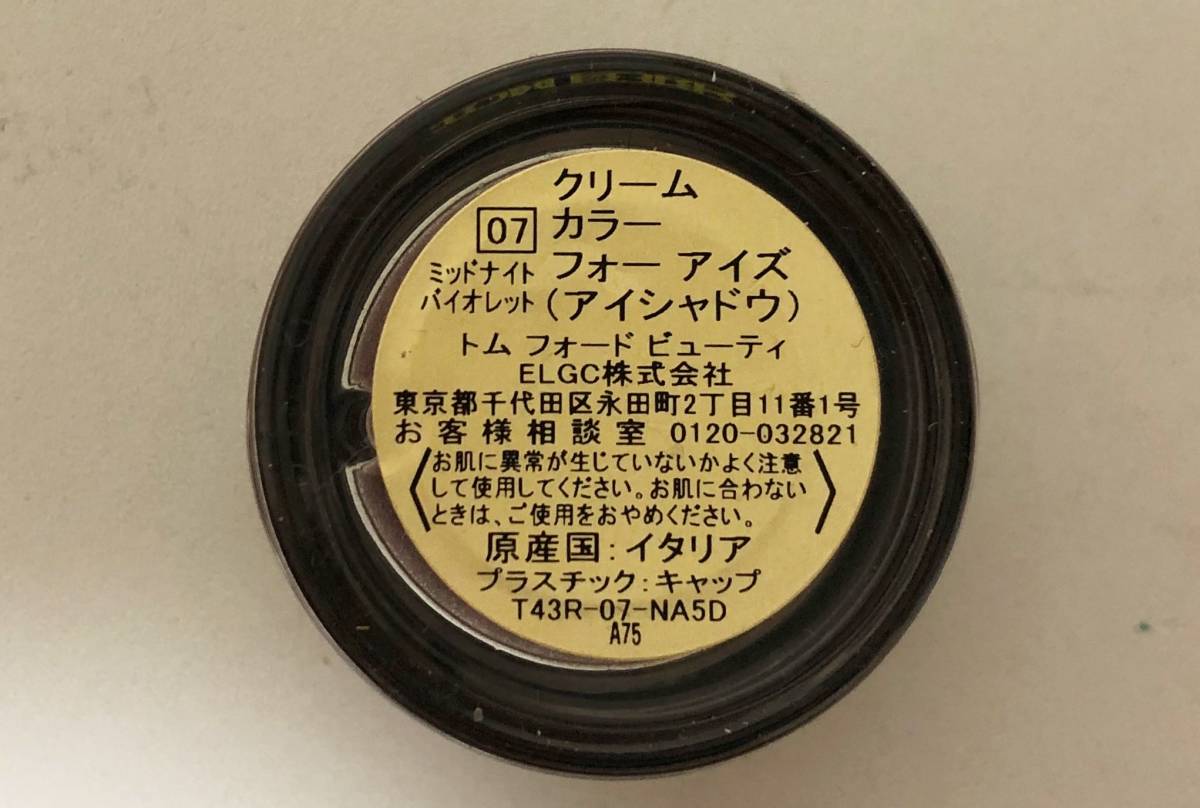 クリーム
07 カラー
ミッドナイト フォー アイズ
バイオレット (アイシャドウ)
トム フォード ビューティ
ELGC株式会社
東京都千代田区永田町2丁目11番1号
お客様相談室 0120-032821
〈お肌に異常が生じていないかよく注意
して使用してください。お肌に合わない
ときは、ご使用をおやめください。〉
原産国:イタリア
プラスチック:キャップ
T43R-07-NA5D
A75